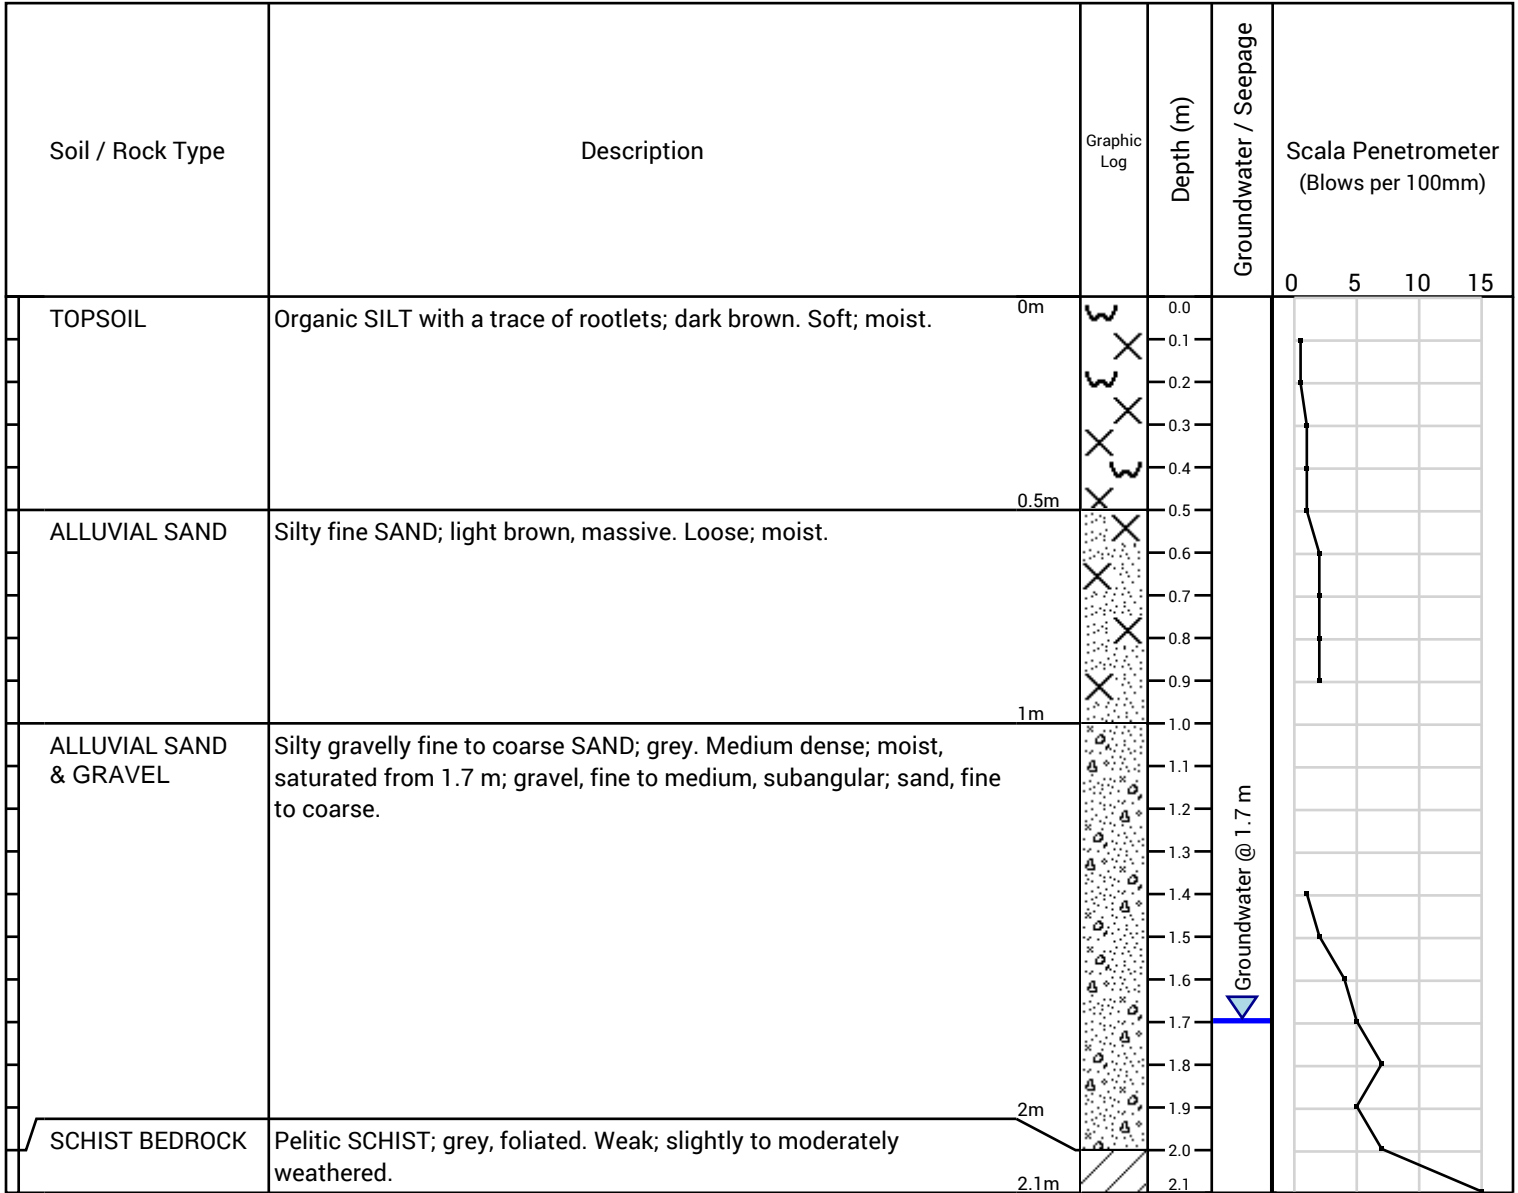 Soil / Rock Type
Description
Graphic
Log
Depth (m)
Groundwater / Seepage
Scala Penetrometer
(Blows per 100mm)
0 5 10 15
TOPSOIL
Organic SILT with a trace of rootlets; dark brown. Soft; moist.
0m
0.5m
ALLUVIAL SAND
Silty fine SAND; light brown, massive. Loose; moist.
1m
ALLUVIAL SAND
& GRAVEL
Silty gravelly fine to coarse SAND; grey. Medium dense; moist,
saturated from 1.7 m; gravel, fine to medium, subangular; sand, fine
to coarse.
2m
SCHIST BEDROCK
Pelitic SCHIST; grey, foliated. Weak; slightly to moderately
weathered.
2.1m
0.0
0.1
0.2
0.3
0.4
0.5
0.6
0.7
0.8
0.9
1.0
1.1
1.2
1.3
1.4
1.5
1.6
1.7
1.8
1.9
2.0
2.1
Groundwater @ 1.7 m